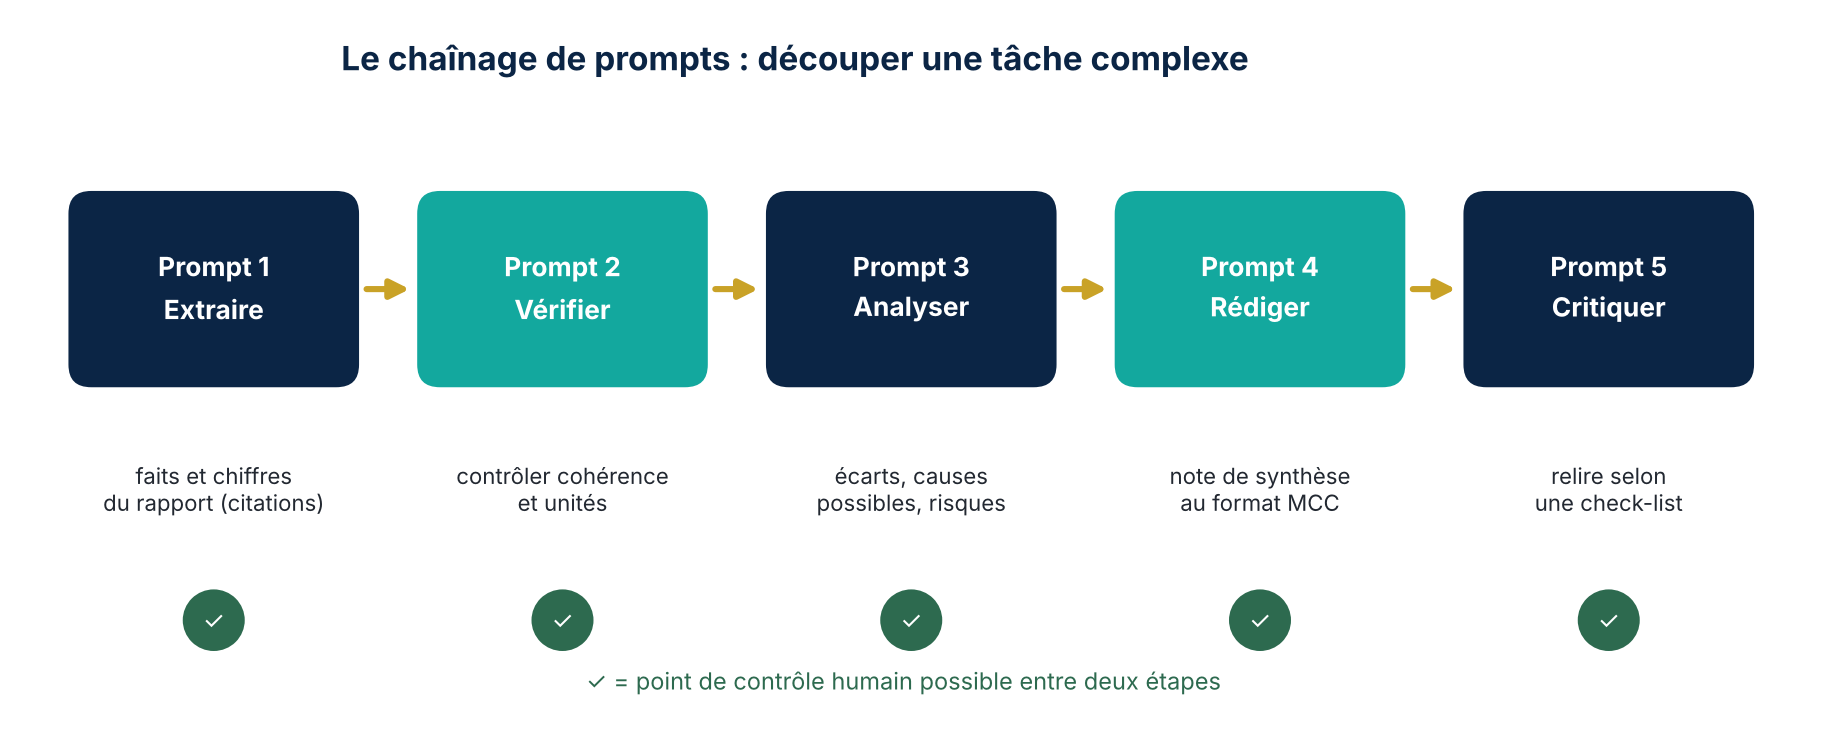 Le chaînage de prompts : découper une tâche complexe
Prompt 1
Extraire
Prompt 2
Vérifier
Prompt 3
Analyser
Prompt 4
Rédiger
Prompt 5
Critiquer
faits et chiffres
du rapport (citations)
contrôler cohérence
et unités
écarts, causes
possibles, risques
note de synthèse
au format MCC
relire selon
une check-list
✓ ✓ ✓ ✓ ✓
✓ = point de contrôle humain possible entre deux étapes